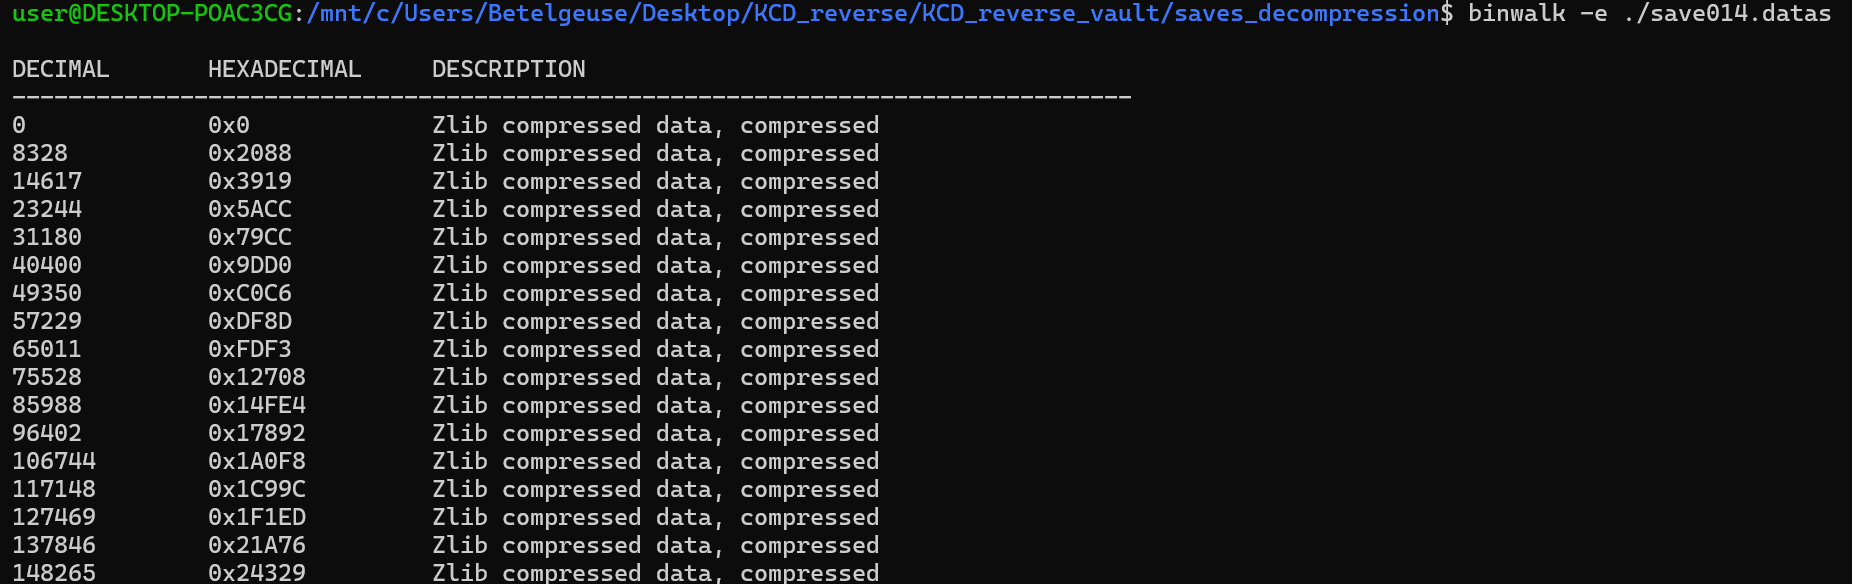 user@DESKTOP-POAC3CG:/mnt/c/Users/Betelgeuse/Desktop/KCD_reverse/KCD_reverse_vault/saves_decompression$ binwalk -e ./save014.datas
DECIMAL       HEXADECIMAL     DESCRIPTION
--------------------------------------------------------------------------------
0             0x0             Zlib compressed data, compressed
8328          0x2088          Zlib compressed data, compressed
14617         0x3919          Zlib compressed data, compressed
23244         0x5ACC          Zlib compressed data, compressed
31180         0x79CC          Zlib compressed data, compressed
40400         0x9DD0          Zlib compressed data, compressed
49350         0xC0C6          Zlib compressed data, compressed
57229         0xDF8D          Zlib compressed data, compressed
65011         0xFDF3          Zlib compressed data, compressed
75528         0x12708         Zlib compressed data, compressed
85988         0x14FE4         Zlib compressed data, compressed
96402         0x17892         Zlib compressed data, compressed
106744        0x1A0F8         Zlib compressed data, compressed
117148        0x1C99C         Zlib compressed data, compressed
127469        0x1F1ED         Zlib compressed data, compressed
137846        0x21A76         Zlib compressed data, compressed
148265        0x24329         Zlib compressed data, compressed